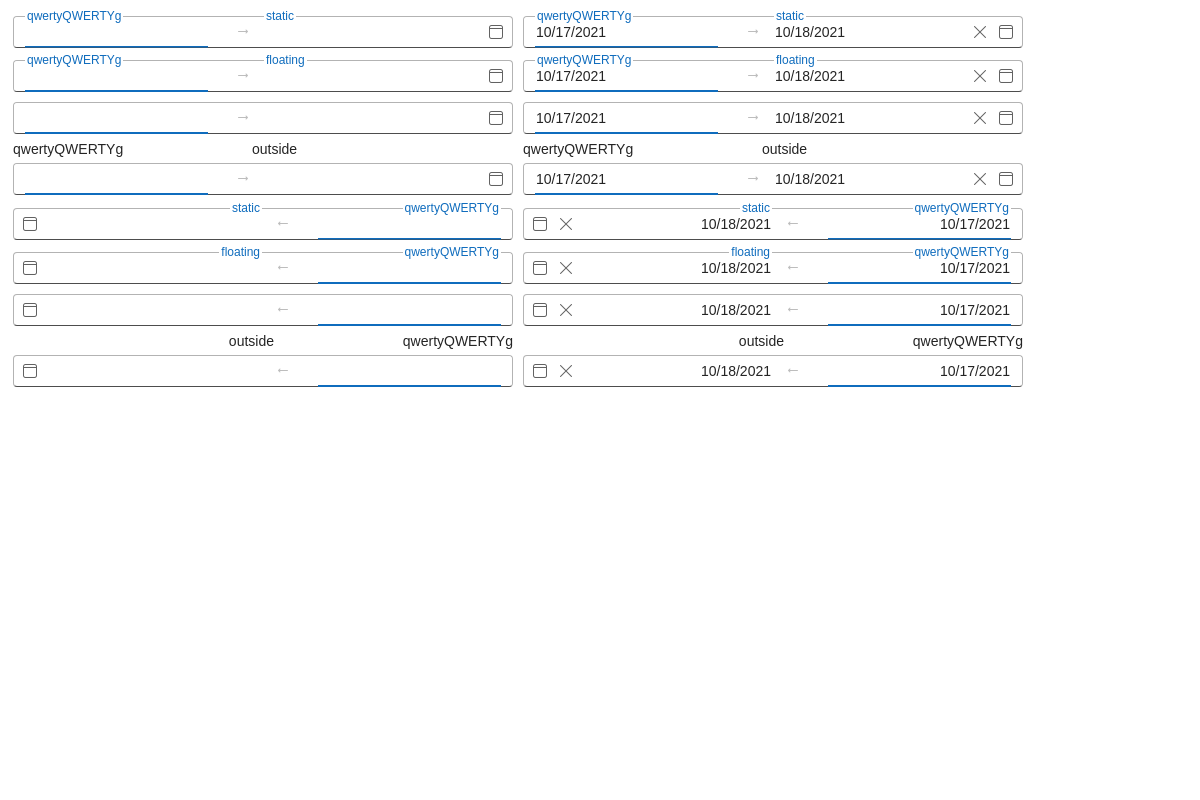 qwertyQWERTYg → static qwertyQWERTYg static
→ 10/17/2021 → 10/18/2021
qwertyQWERTYg floating qwertyQWERTYg floating
→ 10/17/2021 → 10/18/2021
→ 10/17/2021 → 10/18/2021
qwertyQWERTYg outside qwertyQWERTYg outside
→ 10/17/2021 → 10/18/2021
static qwertyQWERTYg static qwertyQWERTYg
← 10/18/2021 ← 10/17/2021
floating qwertyQWERTYg floating qwertyQWERTYg
← 10/18/2021 ← 10/17/2021
← 10/18/2021 ← 10/17/2021
outside qwertyQWERTYg outside qwertyQWERTYg
← 10/18/2021 ← 10/17/2021